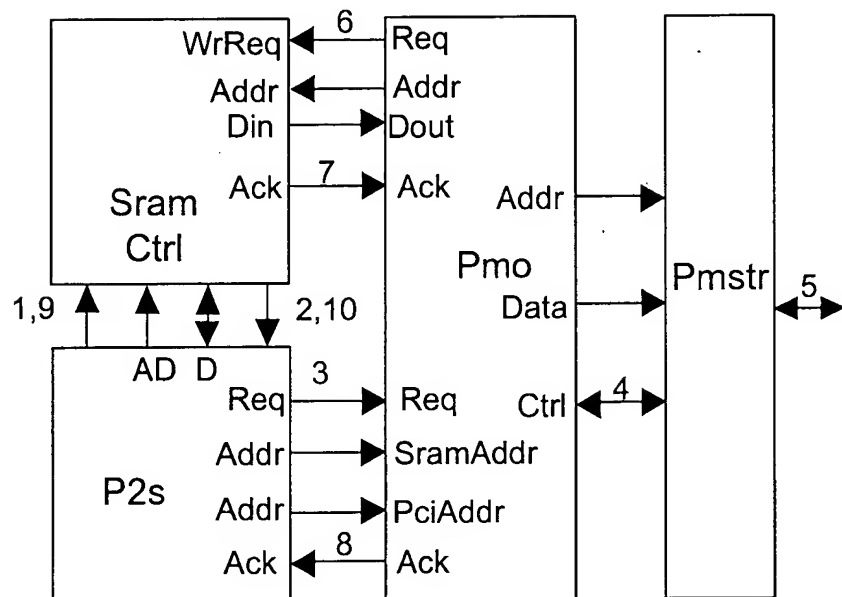 WrReq 6 Req
Addr Addr
Din Dout
Ack 7 Ack
Sram
Ctrl
Addr
Pmo
Pmstr
Data
5
1,9
2,10
AD D
3
Req Req
Ctrl 4
Addr SramAddr
P2s
Addr PciAddr
8
Ack Ack